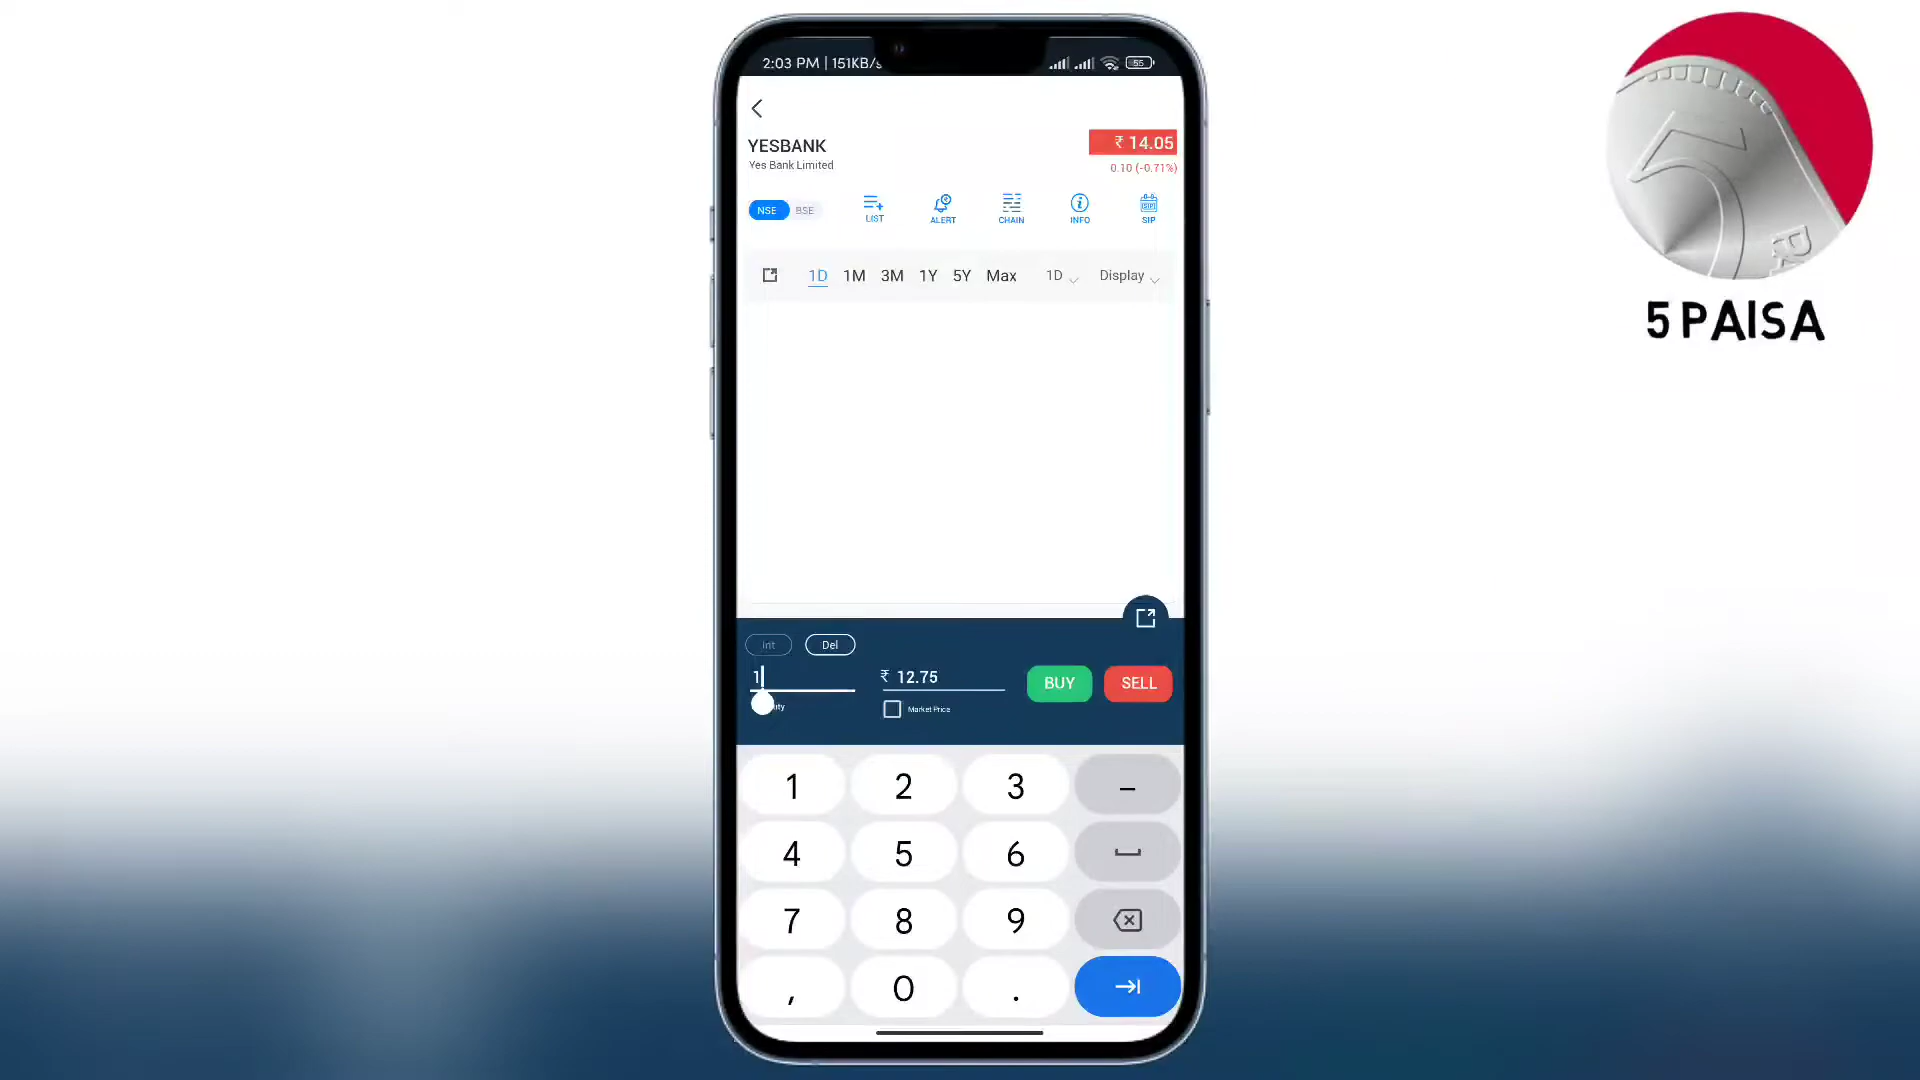 2:03 PM | 151KB/s
55
YESBANK
₹ 14.05
Yes Bank Limited
0.10 (-0.71%)
NSE BSE
LIST
ALERT
CHAIN
INFO
SIP
1D 1M 3M 1Y 5Y Max 1D Display
Int Del
1 ₹ 12.75 BUY SELL
Market Price
1 2 3 –
4 5 6
7 8 9
, 0 .
5
5 PAISA